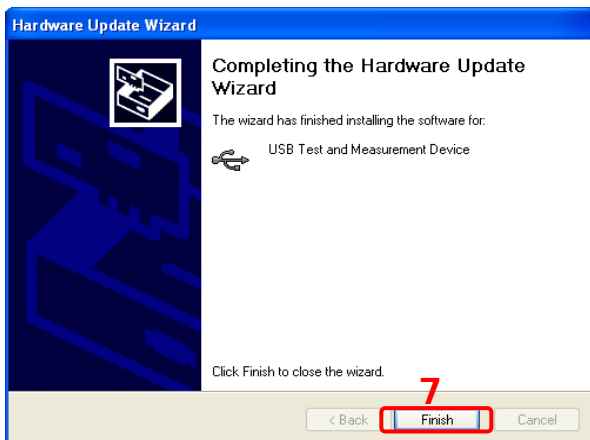 Hardware Update Wizard
Completing the Hardware Update
Wizard
The wizard has finished installing the software for:
USB Test and Measurement Device
Click Finish to close the wizard.
7
< Back Finish Cancel